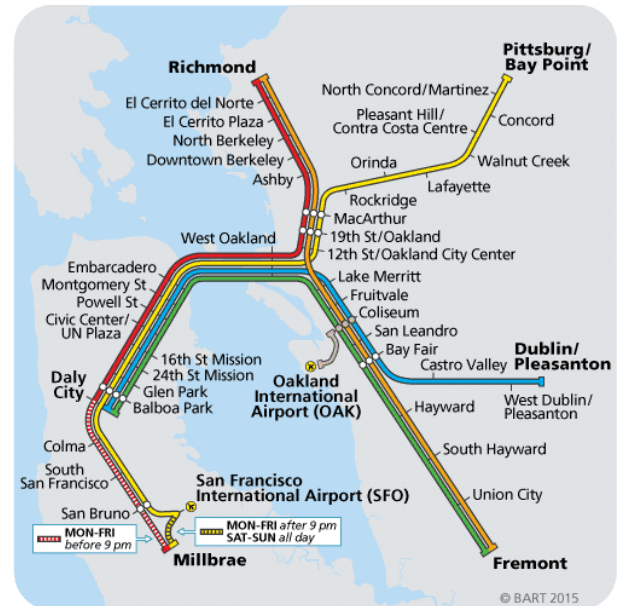 Richmond
Pittsburg/
Bay Point
El Cerrito del Norte
El Cerrito Plaza
North Berkeley
Downtown Berkeley
Ashby
North Concord/Martinez
Pleasant Hill/
Contra Costa Centre
Concord
Orinda
Walnut Creek
Lafayette
Rockridge
MacArthur
19th St/Oakland
12th St/Oakland City Center
West Oakland
Lake Merritt
Embarcadero
Montgomery St
Powell St
Civic Center/
UN Plaza
Fruitvale
Coliseum
San Leandro
Bay Fair
Castro Valley
Dublin/
Pleasanton
West Dublin/
Pleasanton
16th St Mission
24th St Mission
Glen Park
Balboa Park
Daly
City
Oakland
International
Airport (OAK)
Hayward
Colma
South
San Francisco
South Hayward
San Francisco
International Airport (SFO)
Union City
San Bruno
MON-FRI
before 9 pm
MON-FRI after 9 pm
SAT-SUN all day
Millbrae
Fremont
© BART 2015